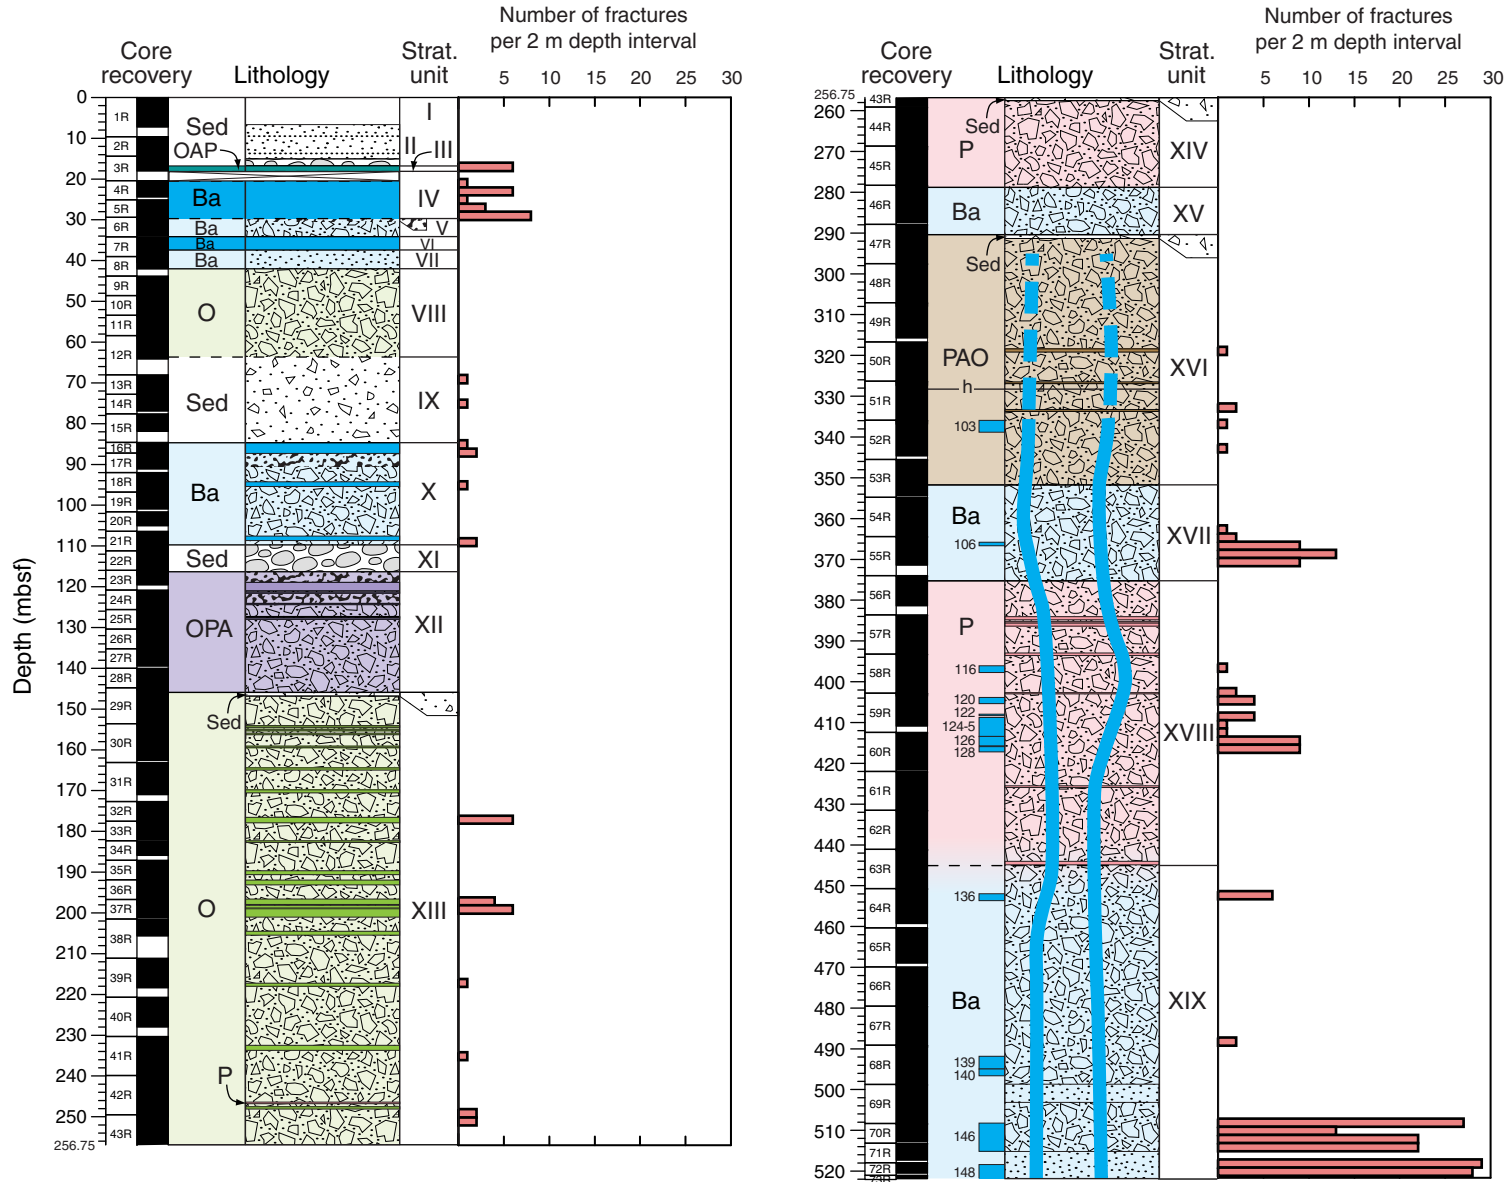 Number of fractures
per 2 m depth interval
Core
recovery
Lithology
Strat.
unit
5 10 15 20 25 30
Depth (mbsf)
0
10
20
30
40
50
60
70
80
90
100
110
120
130
140
150
160
170
180
190
200
210
220
230
240
250
256.75
1R
2R
3R
4R
5R
6R
7R
8R
9R
10R
11R
12R
13R
14R
15R
16R
17R
18R
19R
20R
21R
22R
23R
24R
25R
26R
27R
28R
29R
30R
31R
32R
33R
34R
35R
36R
37R
38R
39R
40R
41R
42R
43R
Sed
OAP
Ba
Ba
Ba
Ba
O
Sed
Ba
Sed
OPA
Sed
O
P
I
II
III
IV
V
VI
VII
VIII
IX
X
XI
XII
XIII
Number of fractures
per 2 m depth interval
Core
recovery
Lithology
Strat.
unit
5 10 15 20 25 30
256.75
260
270
280
290
300
310
320
330
340
350
360
370
380
390
400
410
420
430
440
450
460
470
480
490
500
510
520
43R
44R
45R
46R
47R
48R
49R
50R
51R
52R
53R
54R
55R
56R
57R
58R
59R
60R
61R
62R
63R
64R
65R
66R
67R
68R
69R
70R
71R
72R
73R
Sed
P
Ba
Sed
PAO
h
103
Ba
106
P
116
120
122
124-5
126
128
136
Ba
139
140
146
148
XIV
XV
XVI
XVII
XVIII
XIX